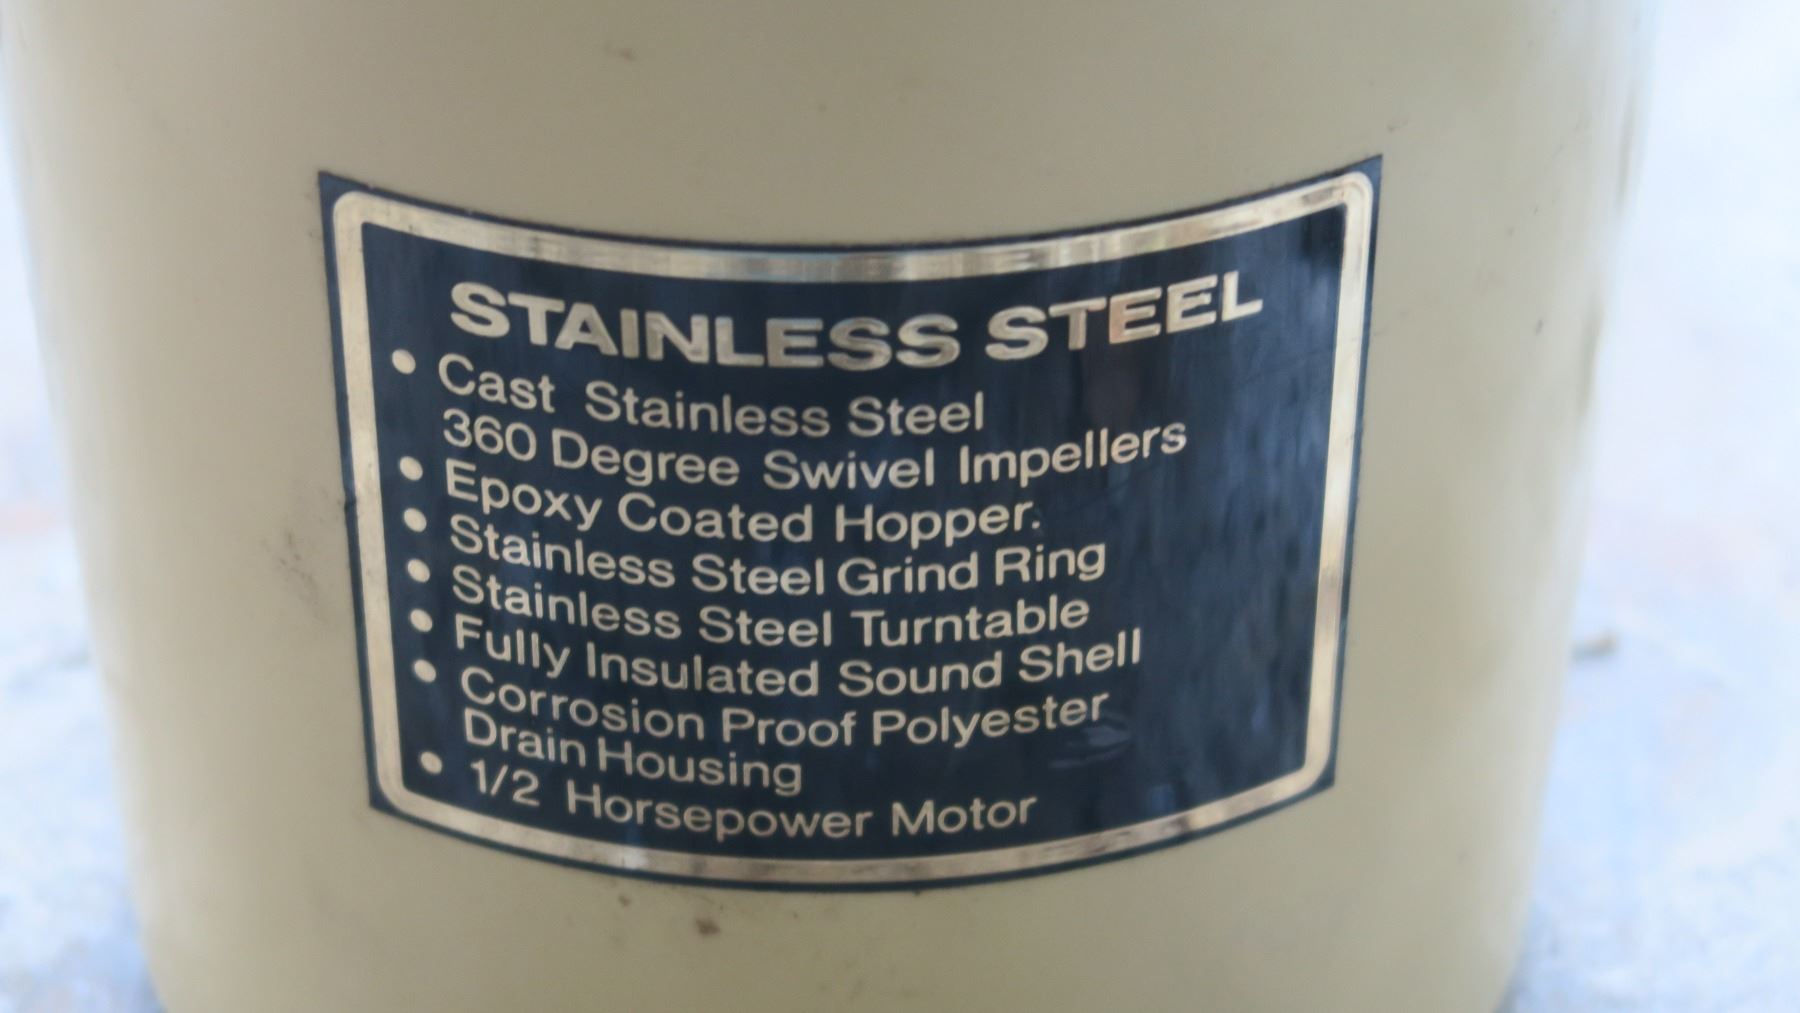 STAINLESS STEEL
• Cast Stainless Steel
360 Degree Swivel Impellers
• Epoxy Coated Hopper.
• Stainless Steel Grind Ring
• Stainless Steel Turntable
• Fully Insulated Sound Shell
• Corrosion Proof Polyester
Drain Housing
• 1/2 Horsepower Motor